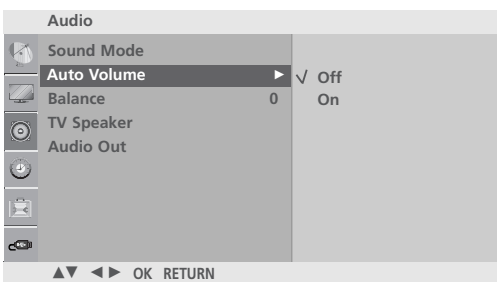 Audio
Sound Mode
Auto Volume ► √ Off
Balance 0 On
TV Speaker
Audio Out
▲▼ ◄ ► OK RETURN